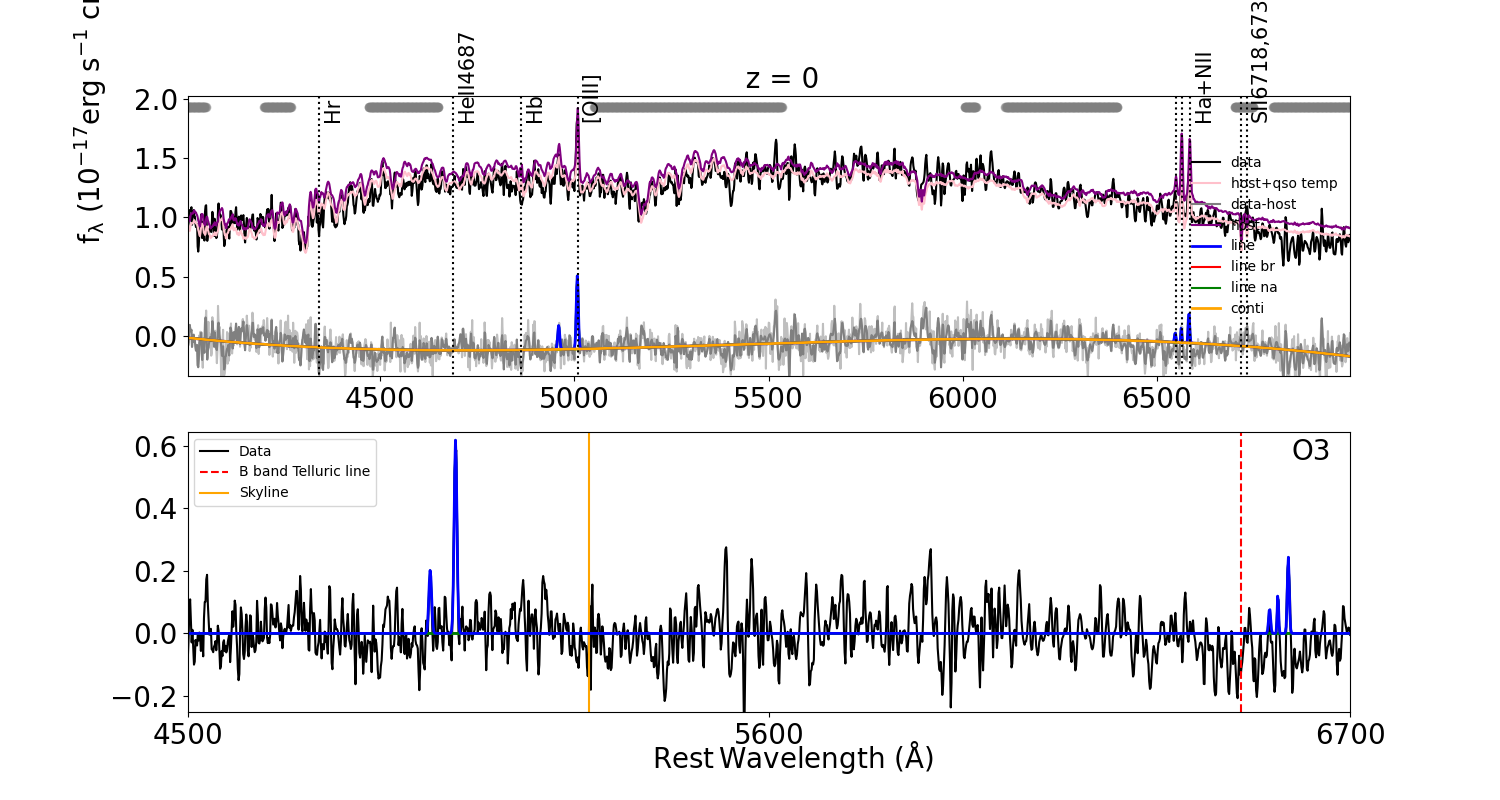 z = 0
fλ (10⁻¹⁷erg s⁻¹ c
Hr
HeII4687
Hb
[OIII]
Ha+NII
SII6718,673
2.0
1.5
1.0
0.5
0.0
data
host+qso temp
data-host
host
line
line br
line na
conti
4500
5000
5500
6000
6500
0.6
0.4
0.2
0.0
−0.2
Data
B band Telluric line
Skyline
O3
4500
5600
6700
Rest Wavelength (Å)